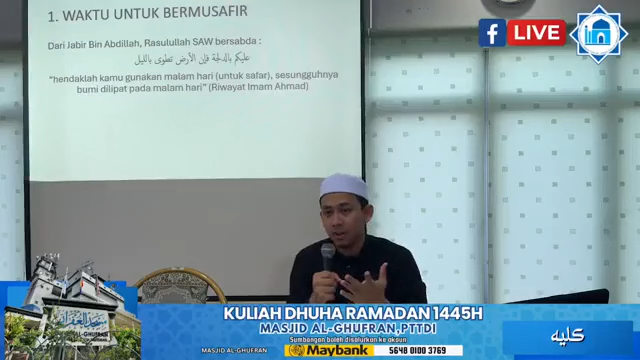 1. WAKTU UNTUK BERMUSAFIR
Dari Jabir Bin Abdillah, Rasulullah SAW bersabda :
عليكم بالدلجة فإن الأرض تطوى بالليل
"hendaklah kamu gunakan malam hari (untuk safar), sesungguhnya
bumi dilipat pada malam hari" (Riwayat Imam Ahmad)
f LIVE
KULIAH DHUHA RAMADAN 1445H
MASJID AL-GHUFRAN,PTTDI
Sumbangan boleh disalurkan ke akaun
MASJID AL-GHUFRAN
Maybank
5648 0100 3769
كليه
مسجد الغفران